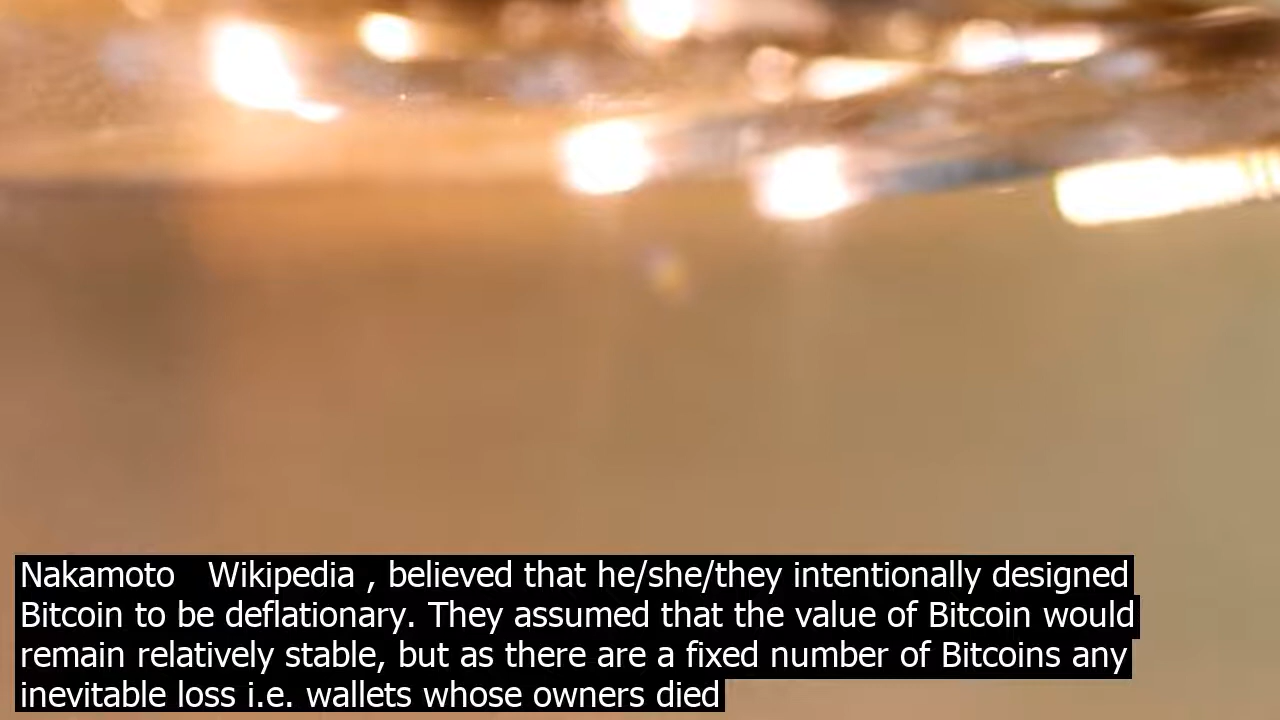 Nakamoto   Wikipedia , believed that he/she/they intentionally designed
Bitcoin to be deflationary. They assumed that the value of Bitcoin would
remain relatively stable, but as there are a fixed number of Bitcoins any
inevitable loss i.e. wallets whose owners died